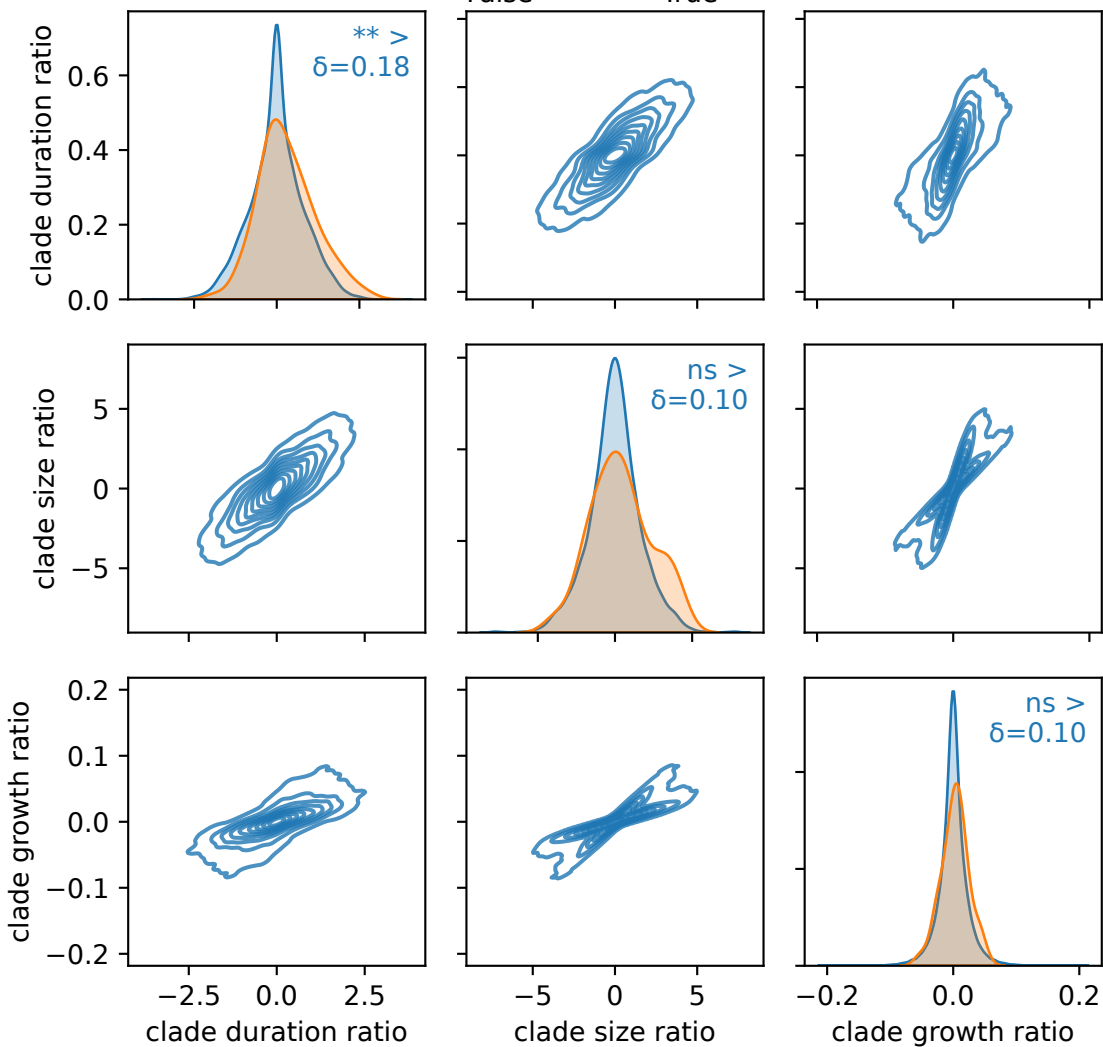 clade duration ratio
0.6
0.4
0.2
0.0
** >
δ=0.18
clade size ratio
5
0
−5
ns >
δ=0.10
clade growth ratio
0.2
0.1
0.0
−0.1
−0.2
ns >
δ=0.10
−2.5 0.0 2.5
−5 0 5
−0.2 0.0 0.2
clade duration ratio
clade size ratio
clade growth ratio